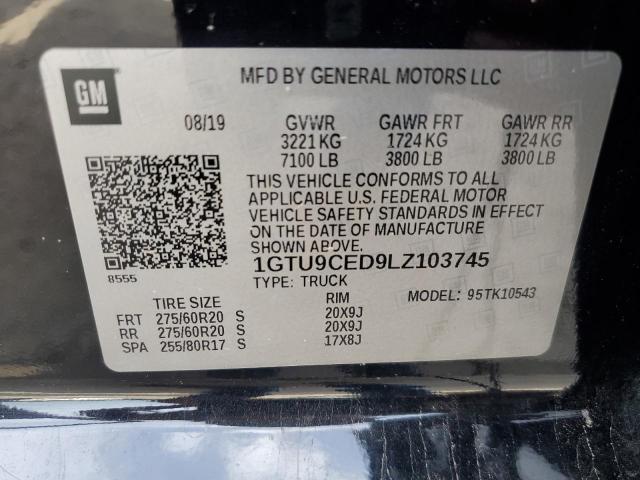 GM
MFD BY GENERAL MOTORS LLC
08/19 GVWR GAWR FRT GAWR RR
3221 KG 1724 KG 1724 KG
7100 LB 3800 LB 3800 LB
THIS VEHICLE CONFORMS TO ALL
APPLICABLE U.S. FEDERAL MOTOR
VEHICLE SAFETY STANDARDS IN EFFECT
ON THE DATE OF MANUFACTURE
SHOWN ABOVE.
1GTU9CED9LZ103745
8555
TYPE: TRUCK
MODEL: 95TK10543
TIRE SIZE RIM
FRT 275/60R20 S 20X9J
RR 275/60R20 S 20X9J
SPA 255/80R17 S 17X8J